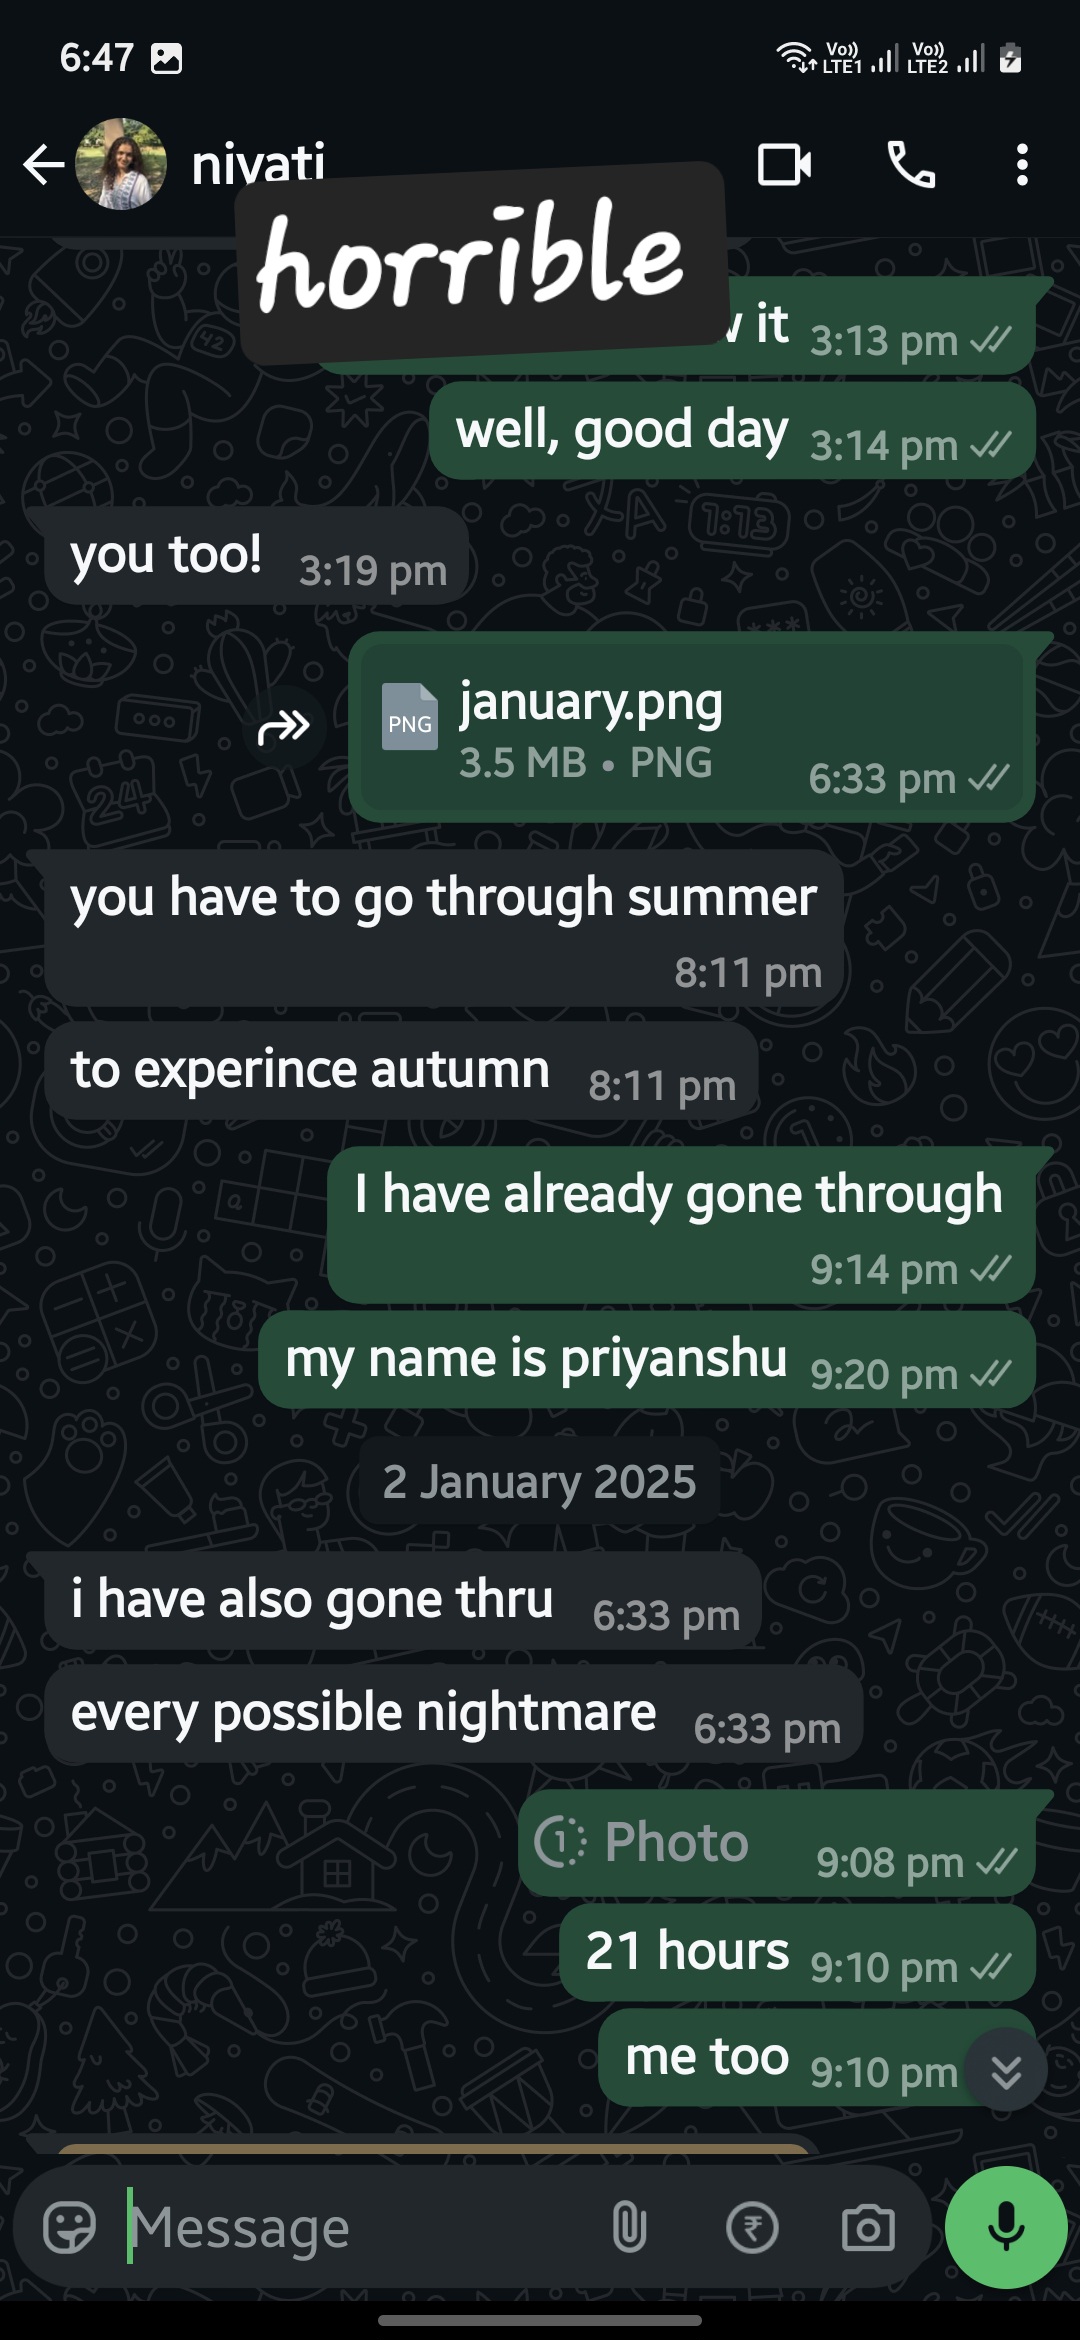 6:47
Vo)) LTE1 Vo)) LTE2
nivati
horrible
it 3:13 pm
well, good day 3:14 pm
you too! 3:19 pm
PNG
january.png
3.5 MB • PNG
6:33 pm
you have to go through summer
8:11 pm
to experince autumn 8:11 pm
I have already gone through
9:14 pm
my name is priyanshu 9:20 pm
2 January 2025
i have also gone thru 6:33 pm
every possible nightmare 6:33 pm
1 Photo 9:08 pm
21 hours 9:10 pm
me too 9:10 pm
Message
₹